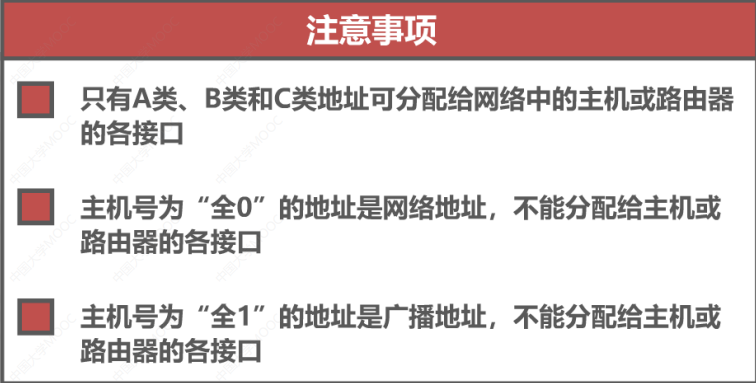 注意事项
只有A类、B类和C类地址可分配给网络中的主机或路由器
的各接口
主机号为“全0”的地址是网络地址，不能分配给主机或
路由器的各接口
主机号为“全1”的地址是广播地址，不能分配给主机或
路由器的各接口